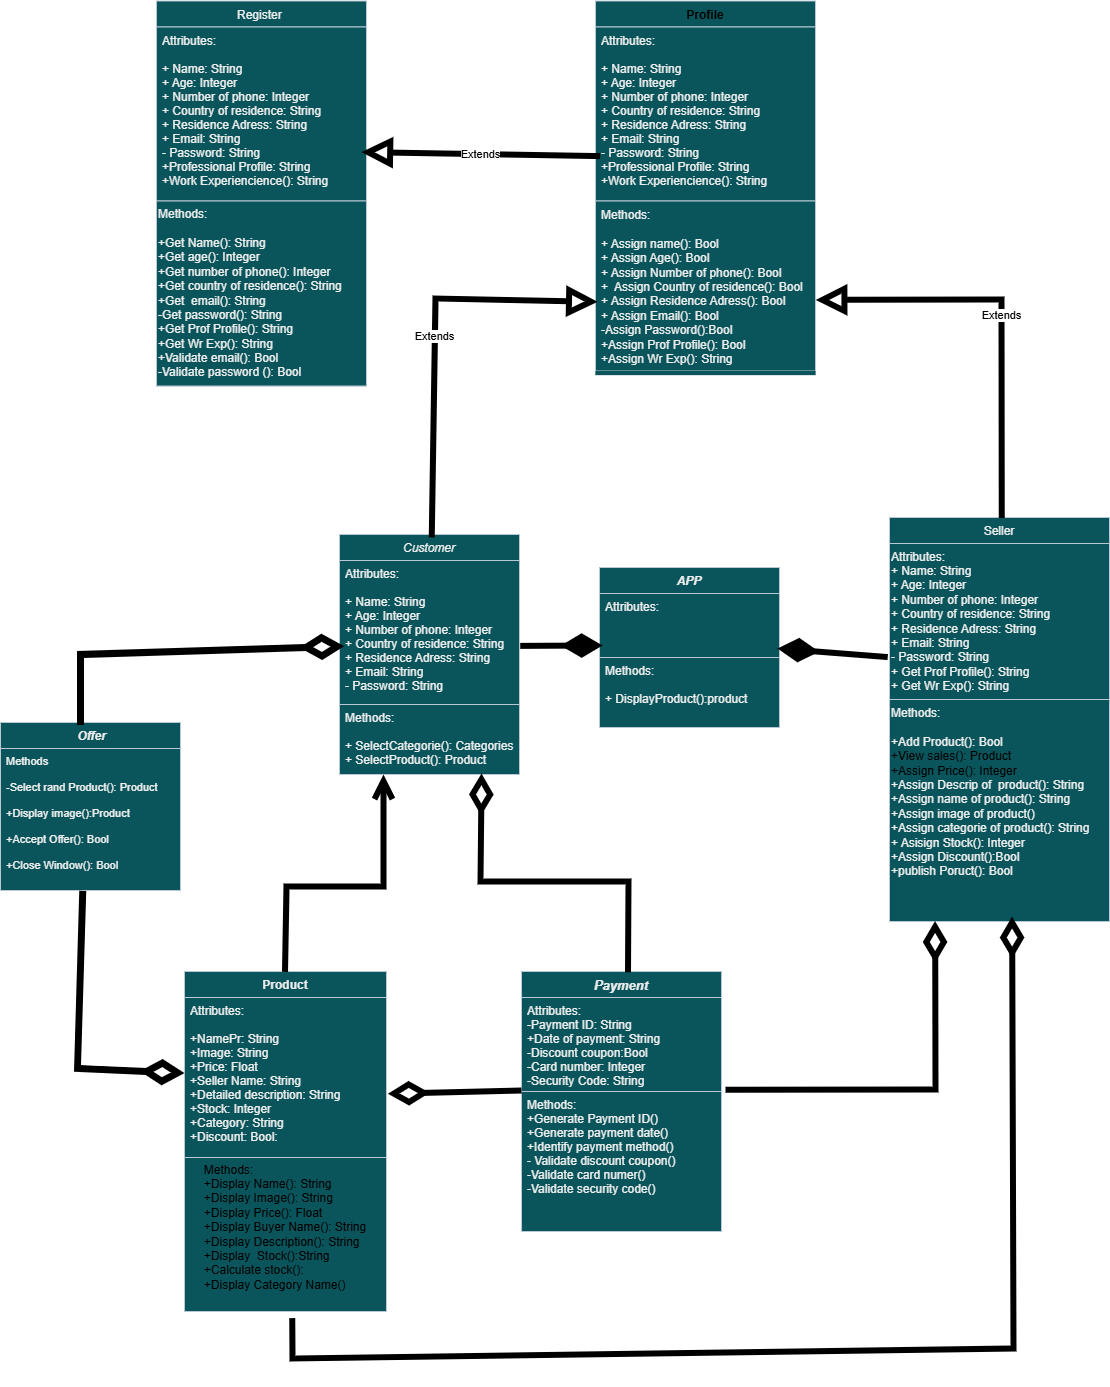 Register
Attributes:
+ Name: String
+ Age: Integer
+ Number of phone: Integer
+ Country of residence: String
+ Residence Adress: String
+ Email: String
- Password: String
+Professional Profile: String
+Work Experiencience(): String
Methods:
+Get Name(): String
+Get age(): Integer
+Get number of phone(): Integer
+Get country of residence(): String
+Get  email(): String
-Get password(): String
+Get Prof Profile(): String
+Get Wr Exp(): String
+Validate email(): Bool
-Validate password (): Bool
Extends
Profile
Attributes:
+ Name: String
+ Age: Integer
+ Number of phone: Integer
+ Country of residence: String
+ Residence Adress: String
+ Email: String
- Password: String
+Professional Profile: String
+Work Experiencience(): String
Methods:
+ Assign name(): Bool
+ Assign Age(): Bool
+ Assign Number of phone(): Bool
+  Assign Country of residence(): Bool
+ Assign Residence Adress(): Bool
+ Assign Email(): Bool
-Assign Password():Bool
+Assign Prof Profile(): Bool
+Assign Wr Exp(): String
Extends
Extends
Customer
Attributes:
+ Name: String
+ Age: Integer
+ Number of phone: Integer
+ Country of residence: String
+ Residence Adress: String
+ Email: String
- Password: String
Methods:
+ SelectCategorie(): Categories
+ SelectProduct(): Product
APP
Attributes:
Methods:
+ DisplayProduct():product
Seller
Attributes:
+ Name: String
+ Age: Integer
+ Number of phone: Integer
+ Country of residence: String
+ Residence Adress: String
+ Email: String
- Password: String
+ Get Prof Profile(): String
+ Get Wr Exp(): String
Methods:
+Add Product(): Bool
+View sales(): Product
+Assign Price(): Integer
+Assign Descrip of  product(): String
+Assign name of product(): String
+Assign image of product()
+Assign categorie of product(): String
+ Asisign Stock(): Integer
+Assign Discount():Bool
+publish Poruct(): Bool
Offer
Methods
-Select rand Product(): Product
+Display image():Product
+Accept Offer(): Bool
+Close Window(): Bool
Product
Attributes:
+NamePr: String
+Image: String
+Price: Float
+Seller Name: String
+Detailed description: String
+Stock: Integer
+Category: String
+Discount: Bool:
Methods:
+Display Name(): String
+Display Image(): String
+Display Price(): Float
+Display Buyer Name(): String
+Display Description(): String
+Display  Stock():String
+Calculate stock():
+Display Category Name()
Payment
Attributes:
-Payment ID: String
+Date of payment: String
-Discount coupon:Bool
-Card number: Integer
-Security Code: String
Methods:
+Generate Payment ID()
+Generate payment date()
+Identify payment method()
- Validate discount coupon()
-Validate card numer()
-Validate security code()